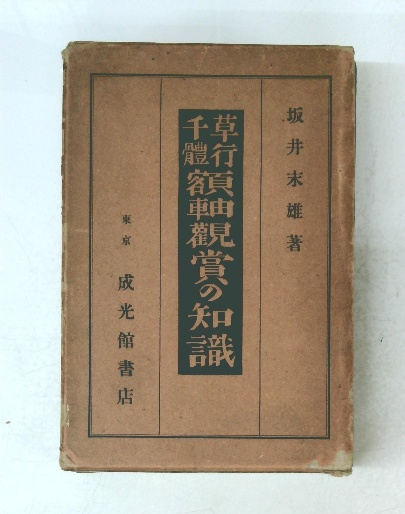 坂井末雄著
草行
千體
額軸観賞の知識
東京 成光館書店